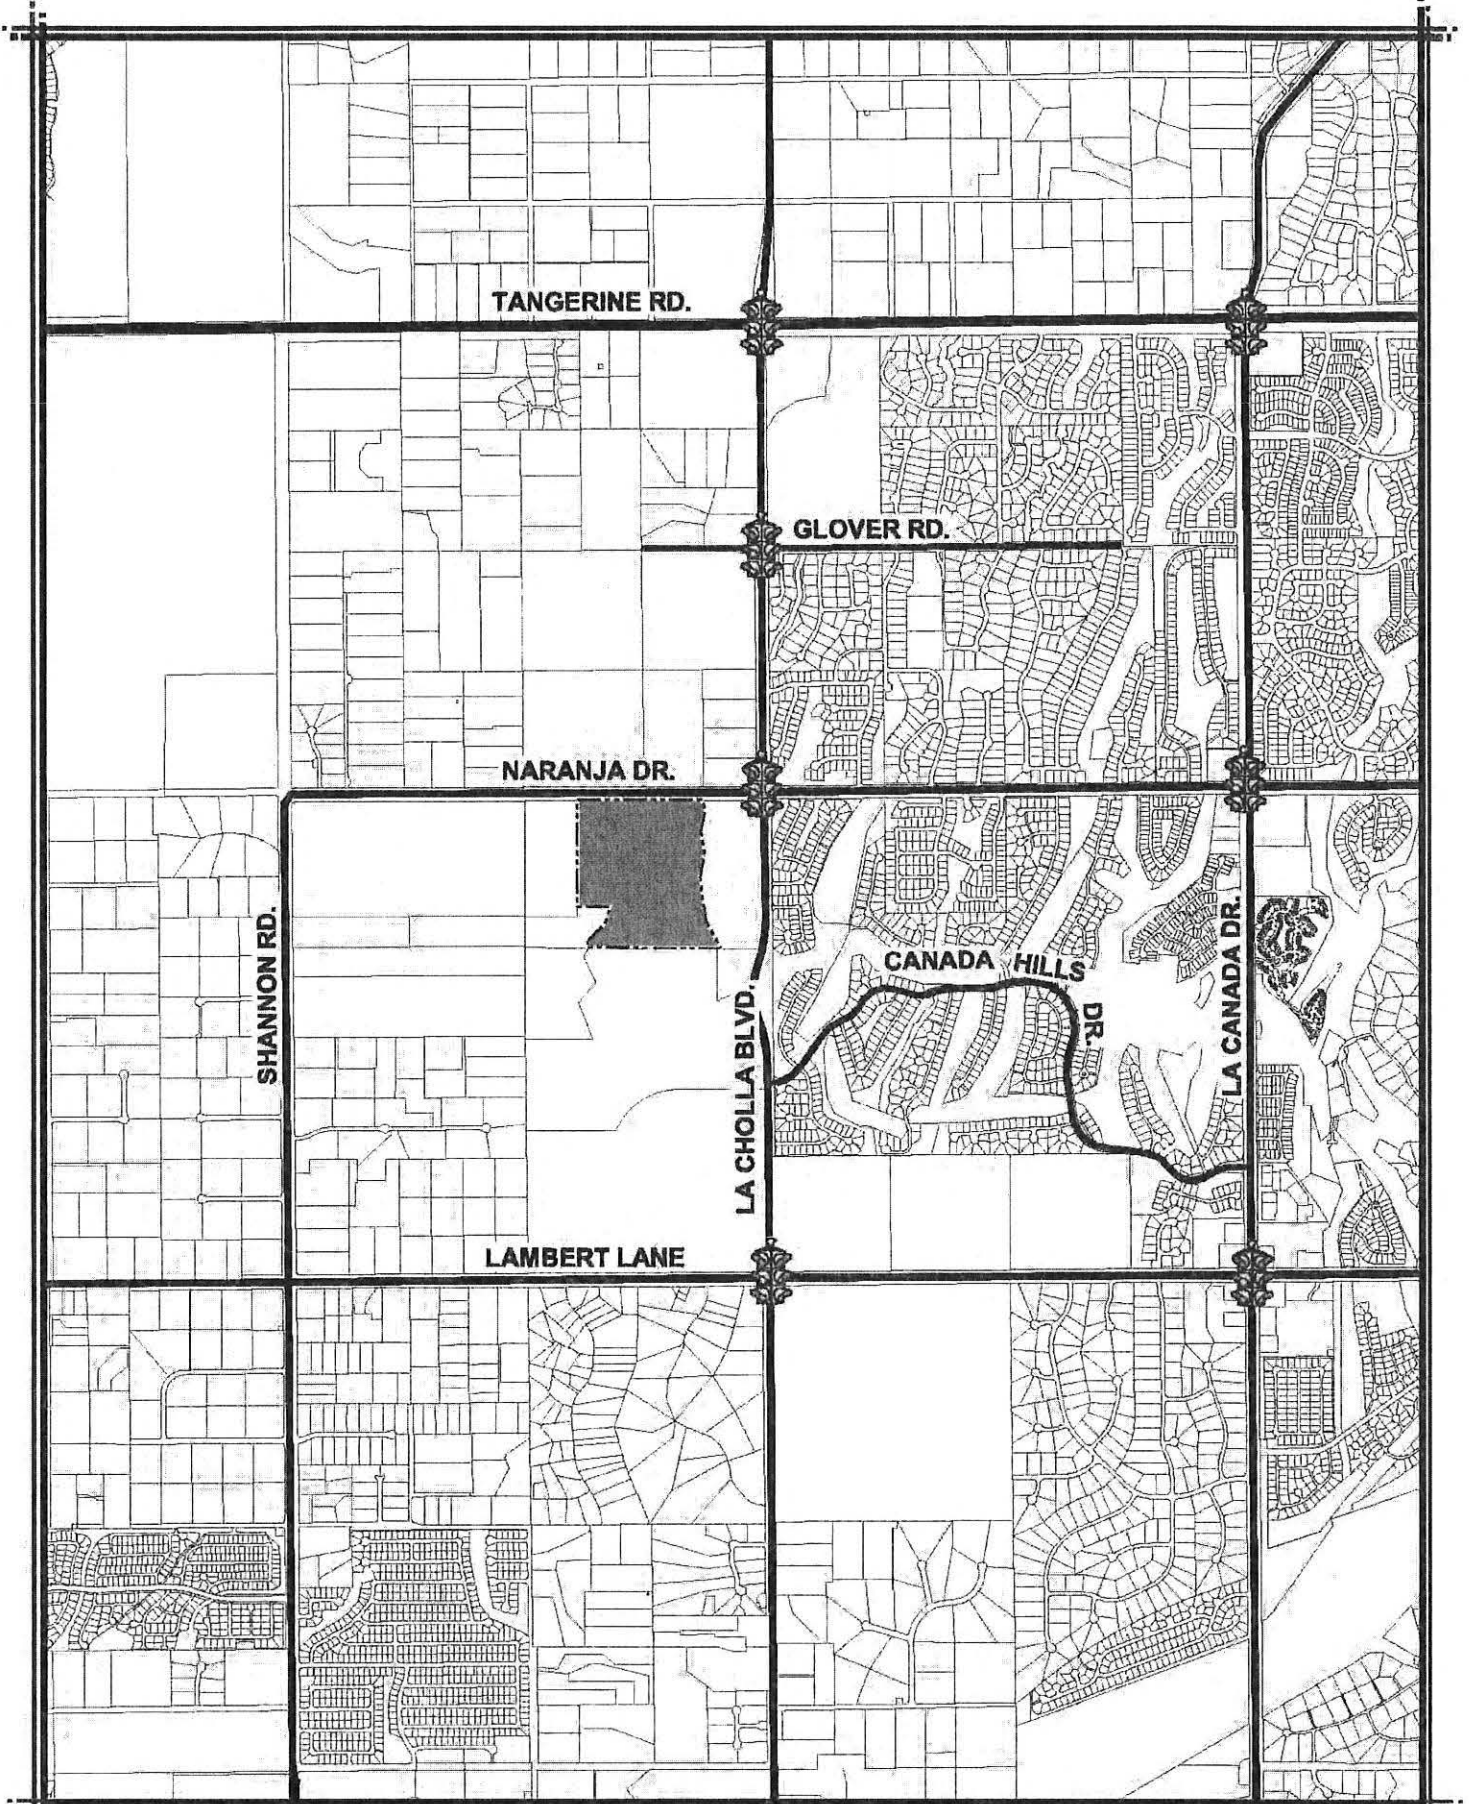 TANGERINE RD.
GLOVER RD.
NARANJA DR.
SHANNON RD.
CANADA HILLS DR.
LA CHOLLA BLVD.
LA CANADA DR.
LAMBERT LANE